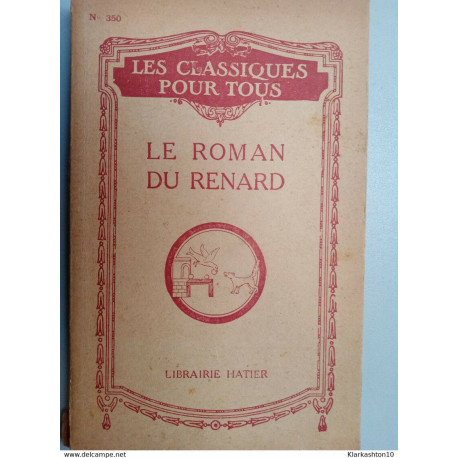 N° 350
LES CLASSIQUES
POUR TOUS
LE ROMAN
DU RENARD
LIBRAIRIE HATIER
www.delcampe.net
Klarkashton10